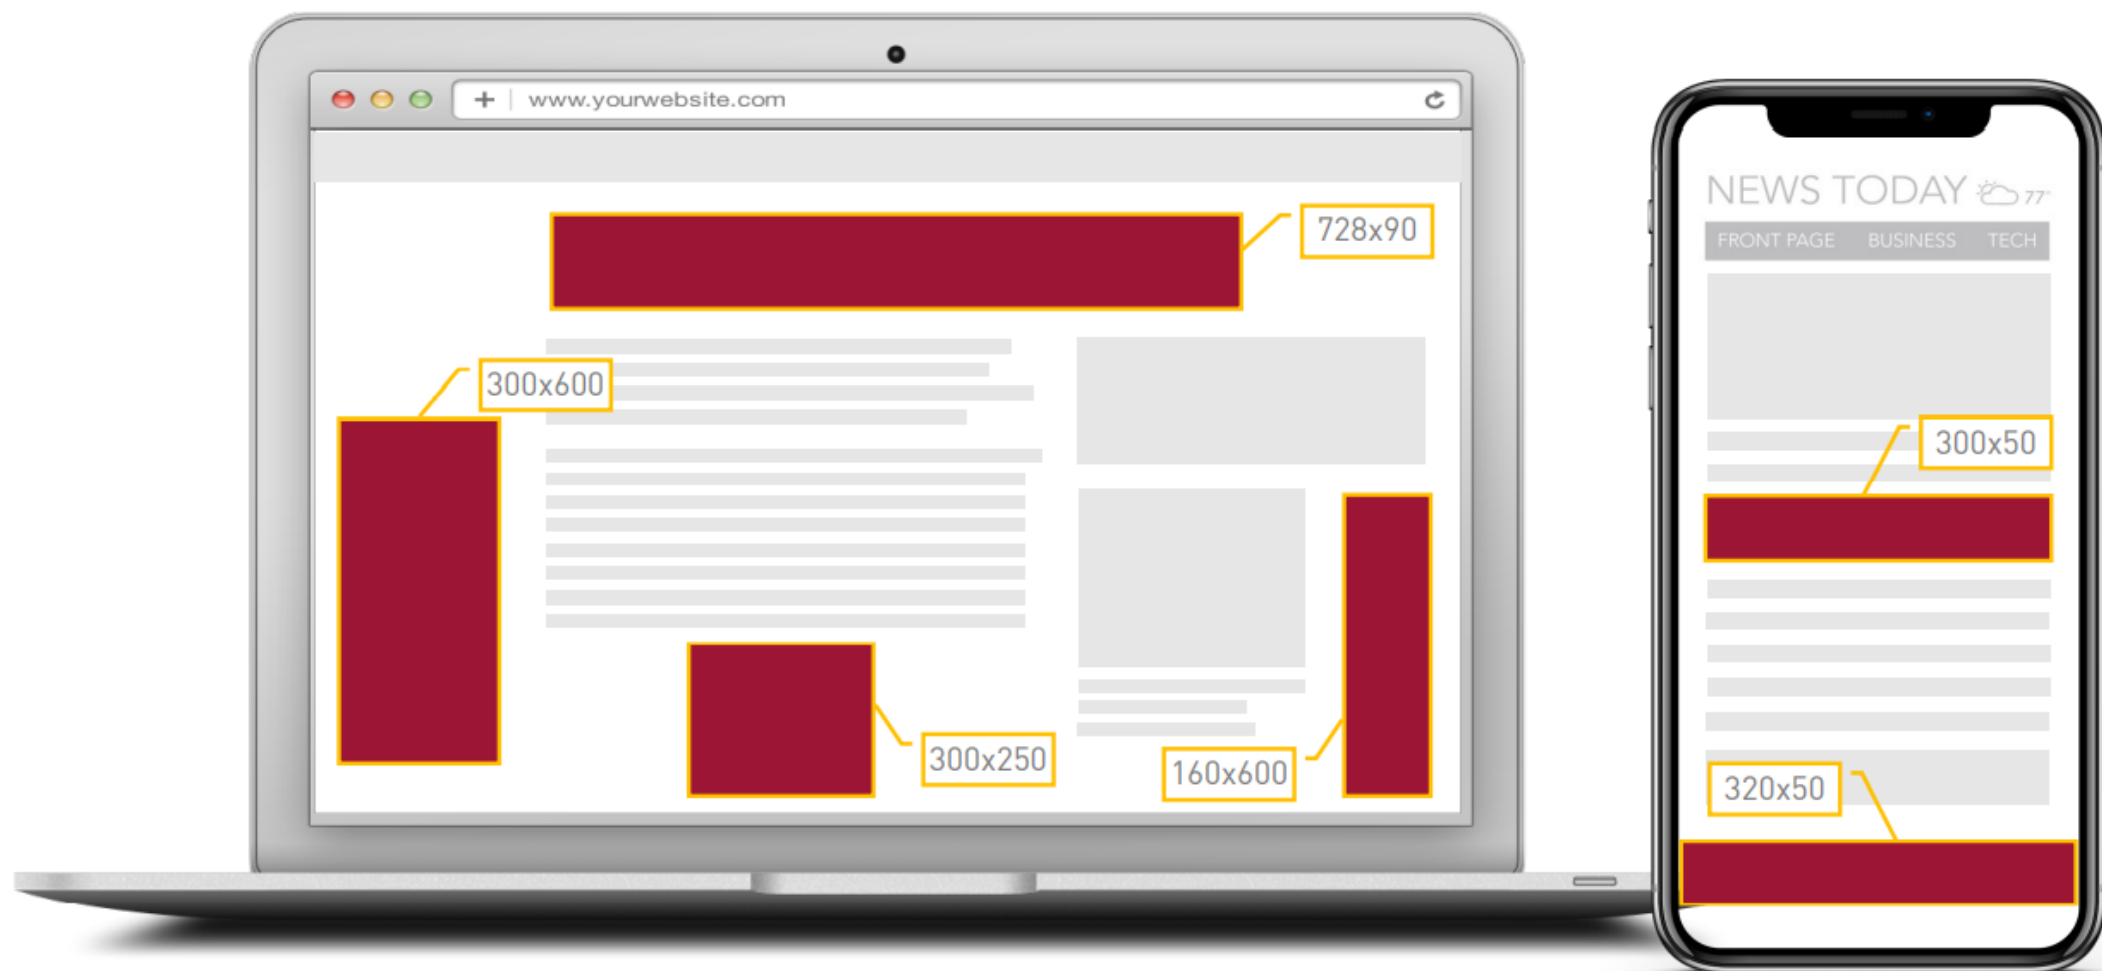 www.yourwebsite.com
728x90
300x600
300x250
160x600
NEWS TODAY 77°
FRONT PAGE BUSINESS TECH
300x50
320x50